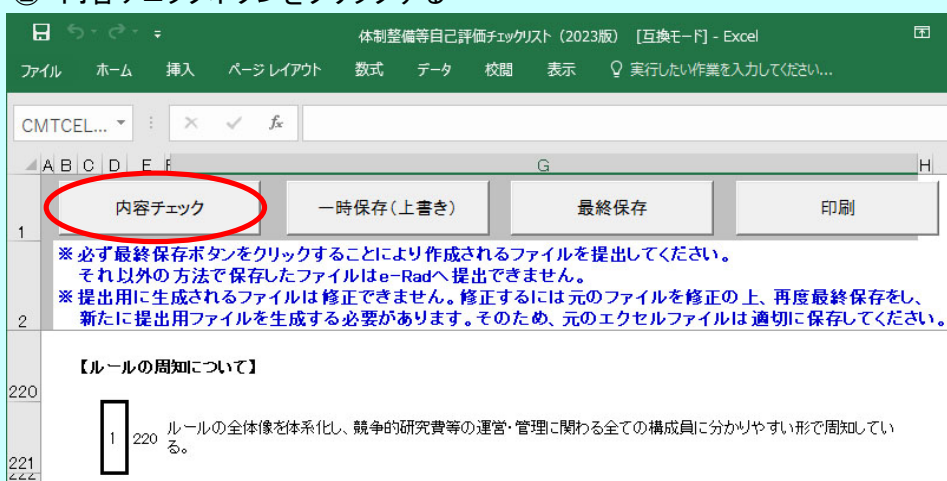 ② 内容チェックボタンをクリックする
体制整備等自己評価チェックリスト（2023版） [互換モード] - Excel
ファイル ホーム 挿入 ページ レイアウト 数式 データ 校閲 表示 実行したい作業を入力してください...
CMTCEL... fx
A B C D E F G H
1 内容チェック 一時保存(上書き) 最終保存 印刷
※必ず最終保存ボタンをクリックすることにより作成されるファイルを提出してください。
それ以外の方法で保存したファイルはe-Radへ提出できません。
※提出用に生成されるファイルは修正できません。修正するには元のファイルを修正の上、再度最終保存をし、
2 新たに提出用ファイルを生成する必要があります。そのため、元のエクセルファイルは適切に保存してください。
【ルールの周知について】
220
1 220 ルールの全体像を体系化し、競争的研究費等の運営・管理に関わる全ての構成員に分かりやすい形で周知してい
る。
221
222